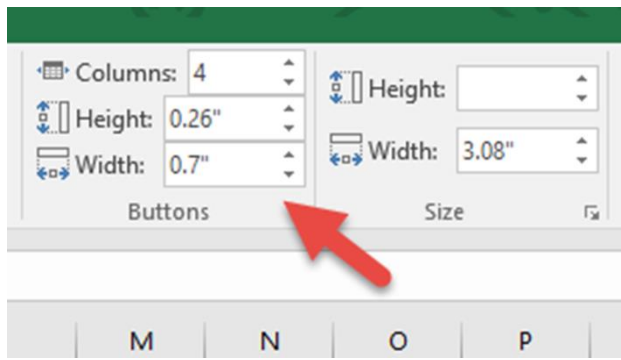 Columns: 4
Height: 0.26"
Width: 0.7"
Buttons
Height:
Width: 3.08"
Size
M N O P